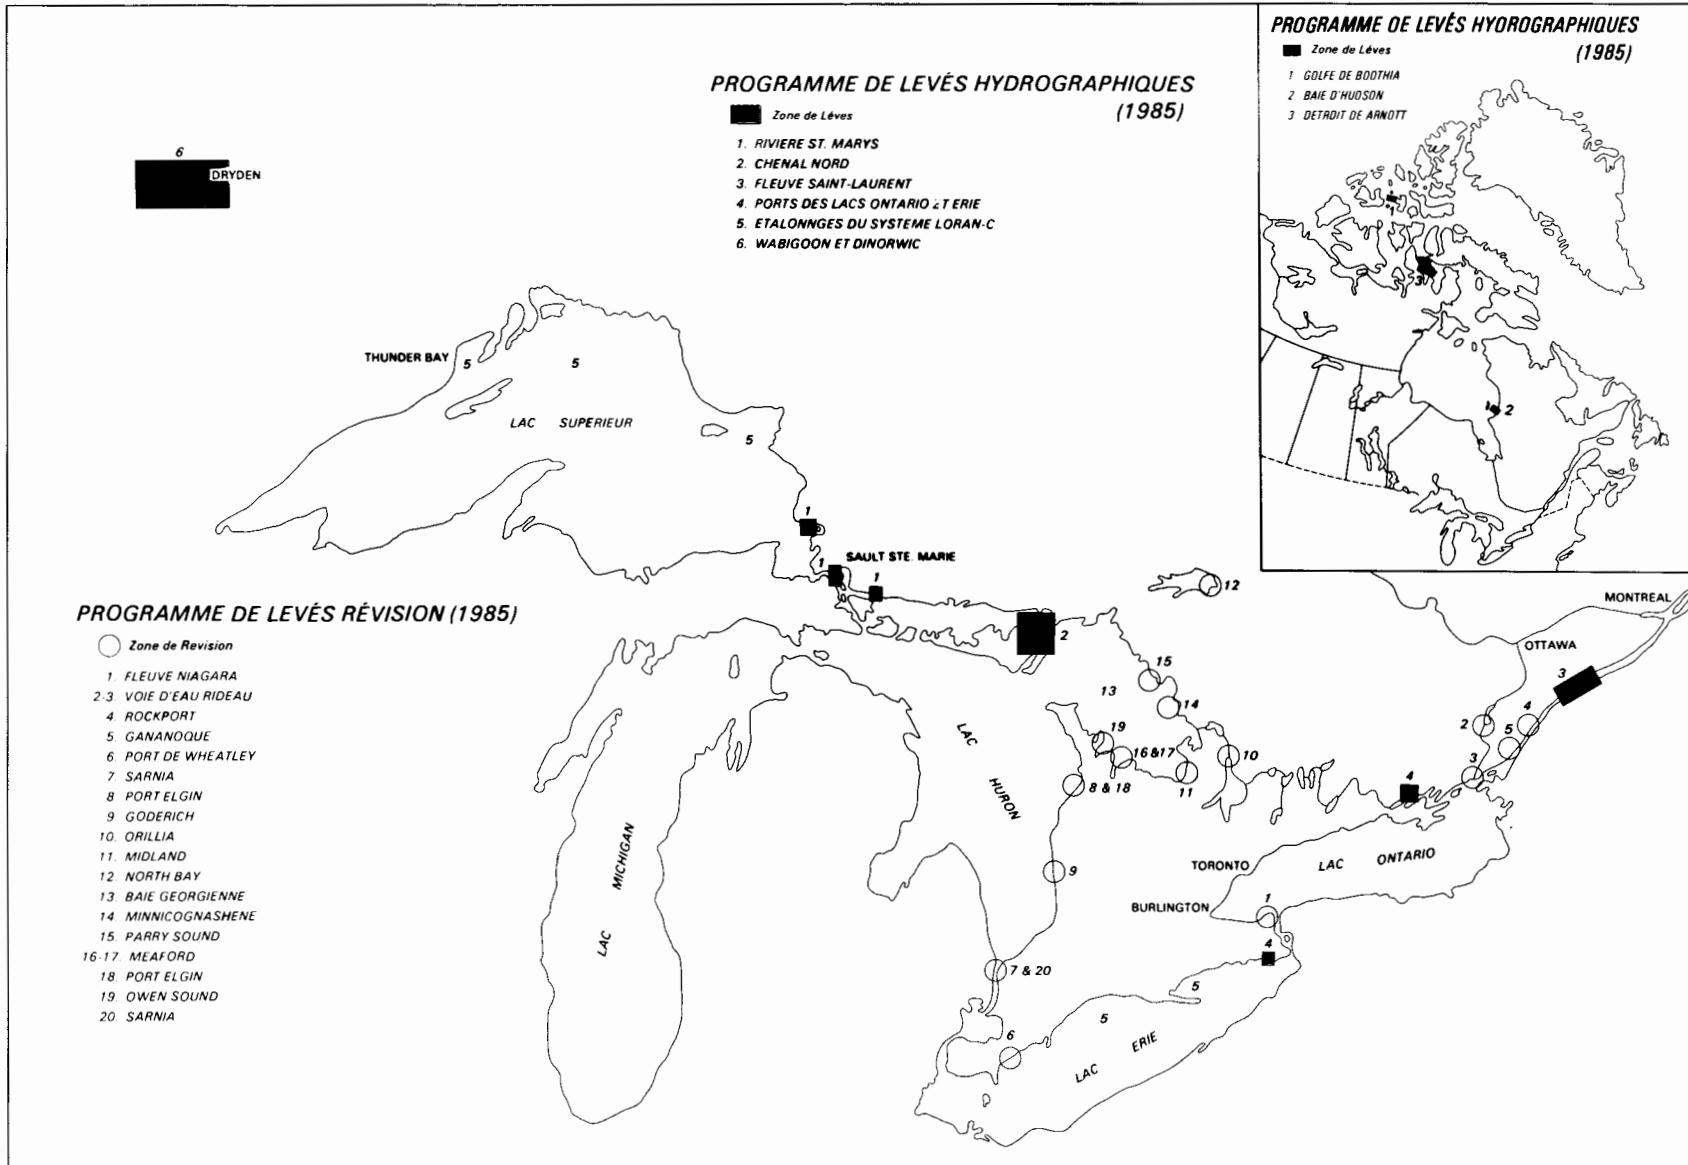 PROGRAMME DE LEVÉS HYDROGRAPHIQUES
(1985)
Zone de Léves
1. RIVIERE ST. MARYS
2. CHENAL NORD
3. FLEUVE SAINT-LAURENT
4. PORTS DES LACS ONTARIO ET ERIE
5. ETALONNGES DU SYSTEME LORAN-C
6. WABIGOON ET DINORWIC
PROGRAMME DE LEVÉS HYOROGRAPHIQUES
(1985)
Zone de Léves
1 GOLFE DE BOOTHIA
2 BAIE D'HUDSON
3 DETROIT DE ARNOTT
1
3
2
6
DRYDEN
THUNDER BAY
5
5
LAC SUPERIEUR
5
1
SAULT STE. MARIE
1
1
2
12
MONTREAL
OTTAWA
PROGRAMME DE LEVÉS RÉVISION (1985)
Zone de Revision
1. FLEUVE NIAGARA
2-3. VOIE D'EAU RIDEAU
4. ROCKPORT
5 GANANOQUE
6 PORT DE WHEATLEY
7. SARNIA
8 PORT ELGIN
9 GODERICH
10. ORILLIA
11. MIDLAND
12. NORTH BAY
13. BAIE GEORGIENNE
14. MINNICOGNASHENE
15. PARRY SOUND
16-17. MEAFORD
18. PORT ELGIN
19. OWEN SOUND
20. SARNIA
15
13
14
3
2
4
5
19
16 &17
10
3
4
8 & 18
11
LAC HURON
LAC MICHIGAN
TORONTO
LAC ONTARIO
9
BURLINGTON
1
4
7 & 20
5
5
6
LAC ERIE